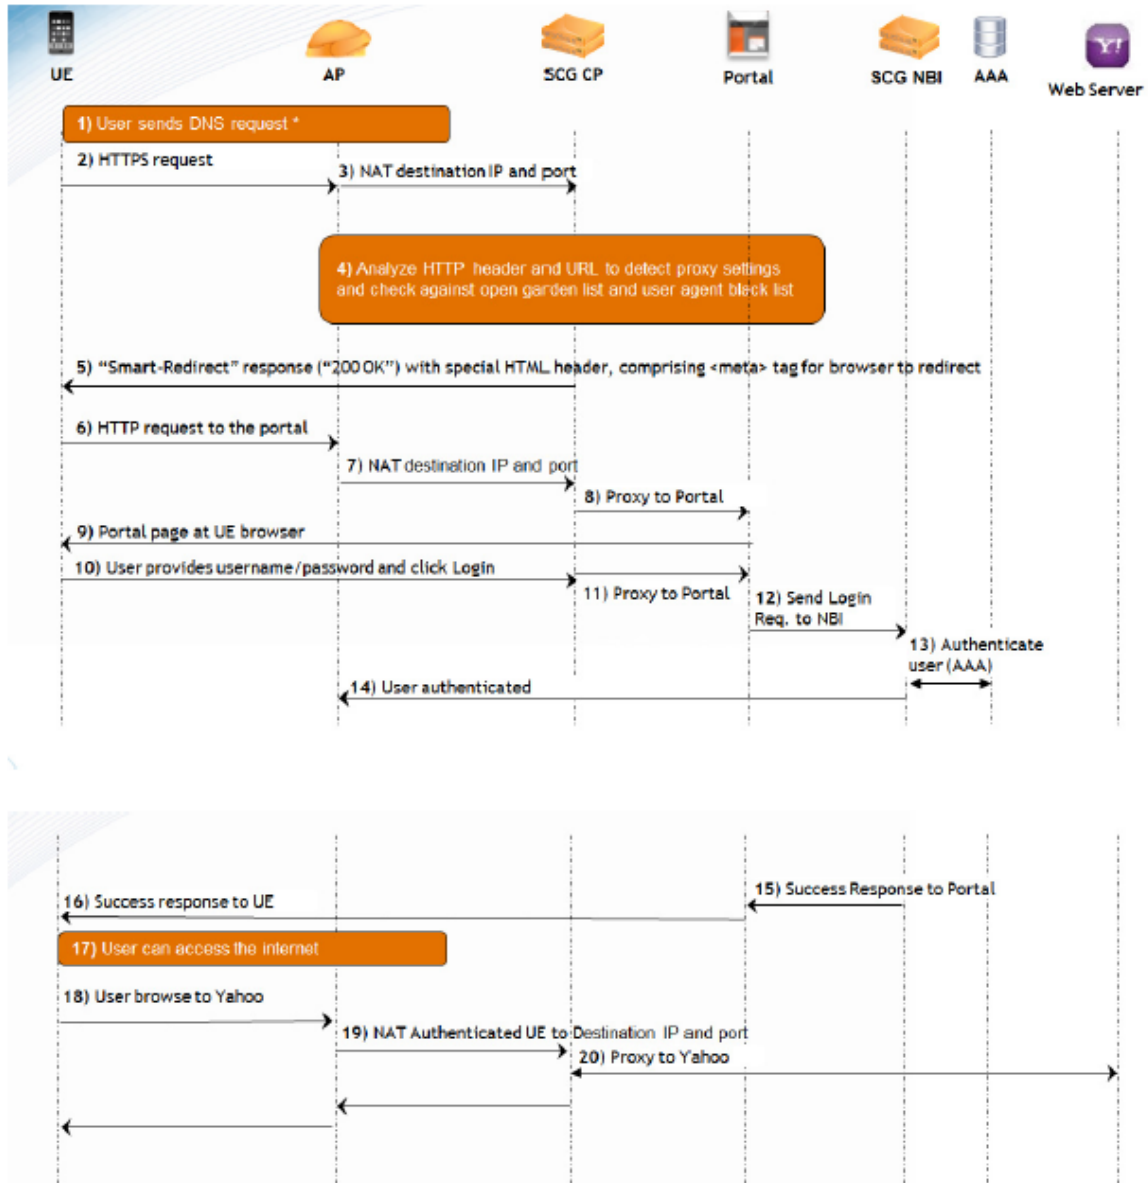 UE
AP
SCG CP
Portal
SCG NBI
AAA
Y!
Web Server
1) User sends DNS request *
2) HTTPS request
3) NAT destination IP and port
4) Analyze HTTP header and URL to detect proxy settings
and check against open garden list and user agent black list
5) “Smart-Redirect” response (“200 OK”) with special HTML header, comprising <meta> tag for browser to redirect
6) HTTP request to the portal
7) NAT destination IP and port
8) Proxy to Portal
9) Portal page at UE browser
10) User provides username/password and click Login
11) Proxy to Portal
12) Send Login
Req. to NBI
13) Authenticate
user (AAA)
14) User authenticated
15) Success Response to Portal
16) Success response to UE
17) User can access the internet
18) User browse to Yahoo
19) NAT Authenticated UE to Destination IP and port
20) Proxy to Yahoo